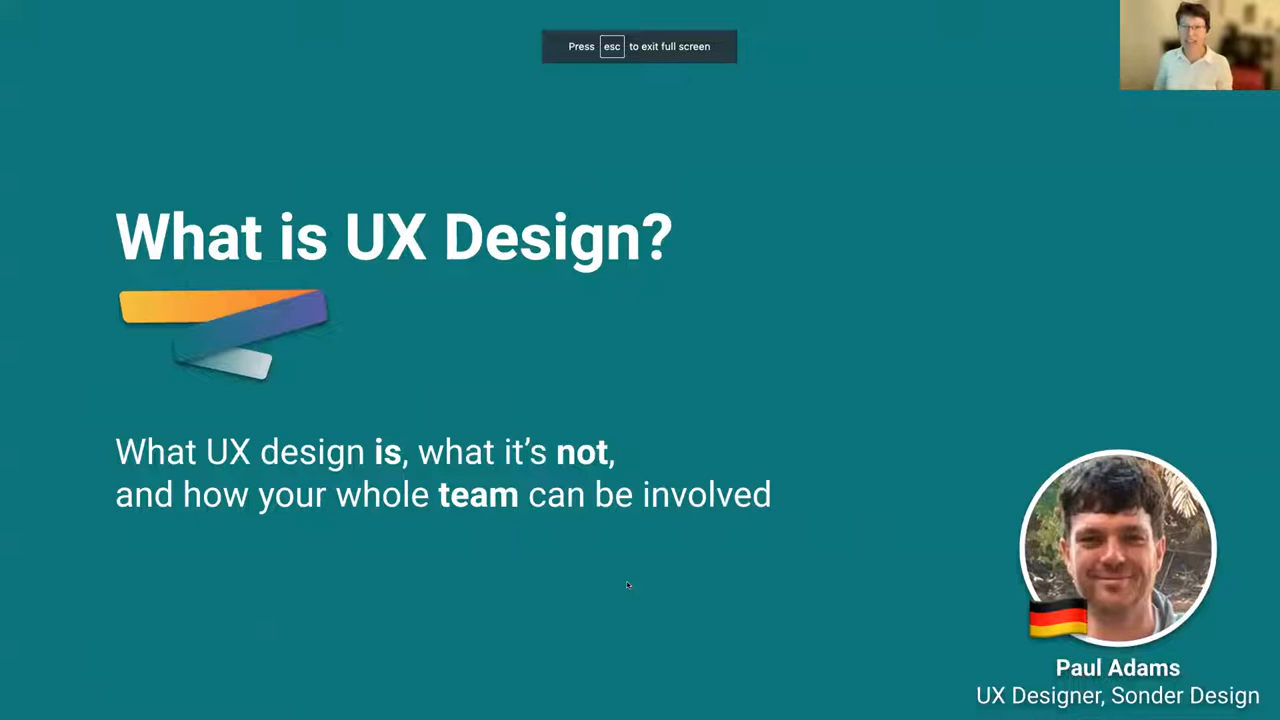 Press esc to exit full screen
What is UX Design?
What UX design is, what it’s not,
and how your whole team can be involved
Paul Adams
UX Designer, Sonder Design